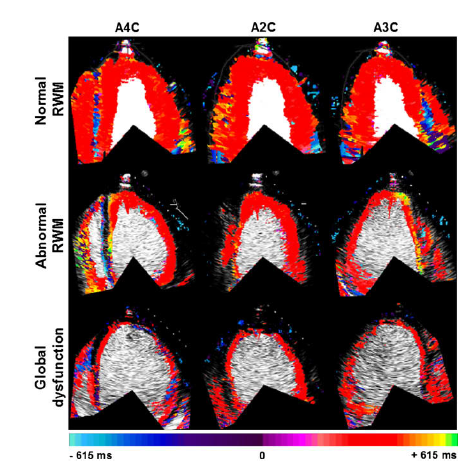 A4C A2C A3C
Normal
RWM
Abnormal
RWM
Global
dysfunction
- 615 ms 0 + 615 ms